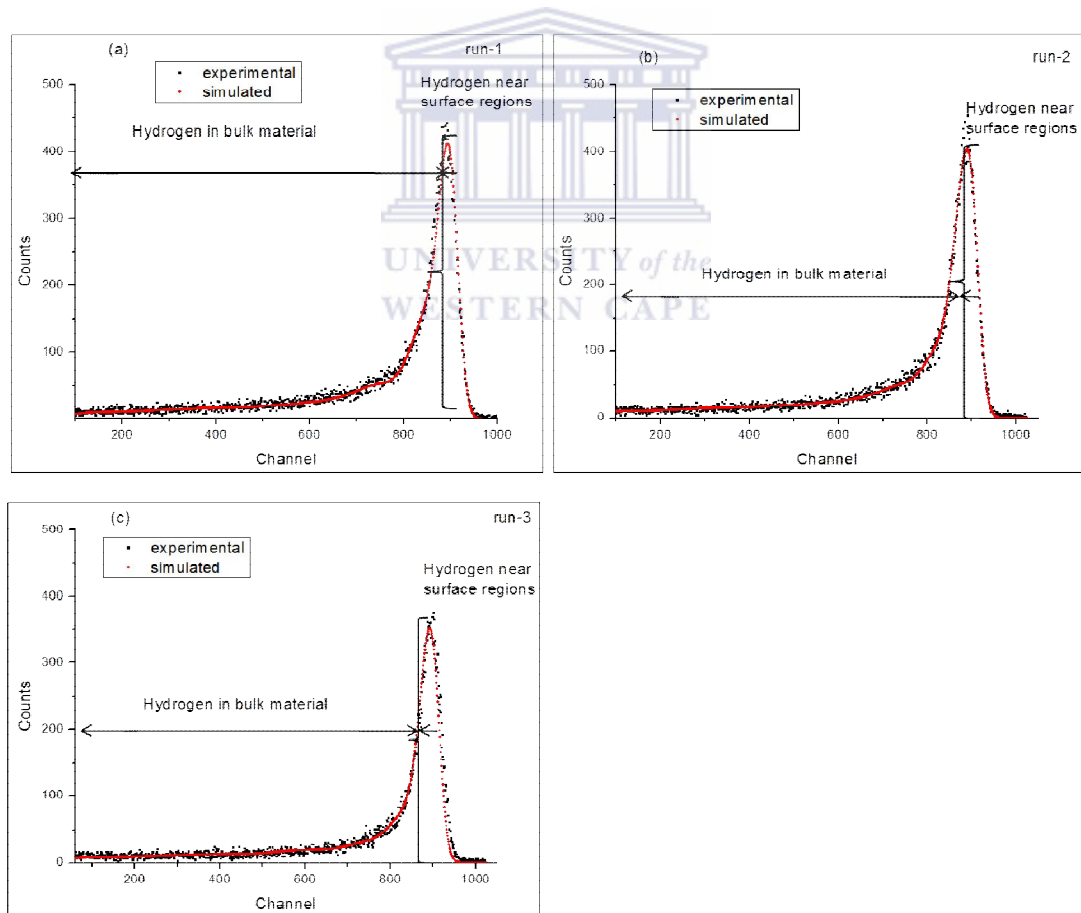 (a)
run-1
experimental
simulated
Hydrogen near
surface regions
Hydrogen in bulk material
500
400
300
200
100
Counts
200
400
600
800
1000
Channel
(b)
run-2
experimental
simulated
Hydrogen near
surface regions
Hydrogen in bulk material
500
400
300
200
100
0
Counts
200
400
600
800
1000
Channel
UNIVERSITY of the
WESTERN CAPE
(c)
run-3
experimental
simulated
Hydrogen near
surface regions
Hydrogen in bulk material
500
400
300
200
100
0
Counts
200
400
600
800
1000
Channel